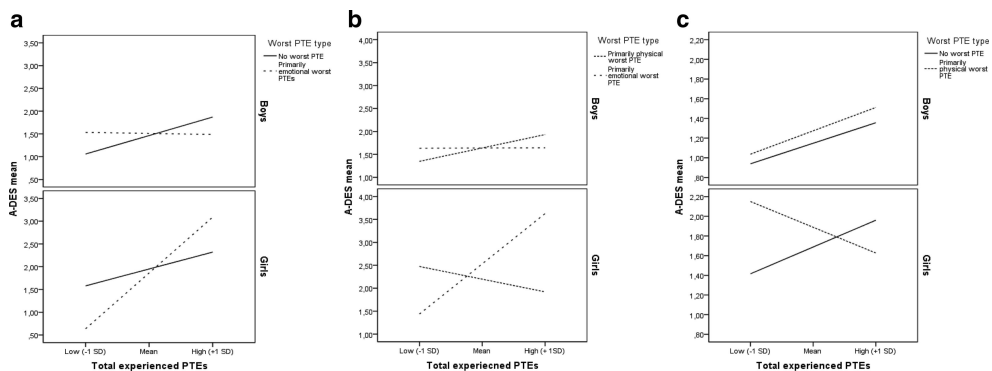 a
Worst PTE type
No worst PTE
Primarily
emotional worst
PTEs
3,50
3,00
2,50
2,00
1,50
1,00
,50
Boys
A-DES mean
3,50
3,00
2,50
2,00
1,50
1,00
,50
Girls
Low (-1 SD) Mean High (+1 SD)
Total experienced PTEs
b
Worst PTE type
Primarily physical
worst PTE
Primarily
emotional worst
PTE
4,00
3,50
3,00
2,50
2,00
1,50
1,00
Boys
A-DES mean
4,00
3,50
3,00
2,50
2,00
1,50
1,00
Girls
Low (-1 SD) Mean High (+1SD)
Total experiecned PTEs
c
Worst PTE type
No worst PTE
Primarily
physical worst
PTE
2,20
2,00
1,80
1,60
1,40
1,20
1,00
,80
Boys
A-DES mean
2,20
2,00
1,80
1,60
1,40
1,20
1,00
,80
Girls
Low (-1 SD) Mean High (+1 SD)
Total experienced PTEs